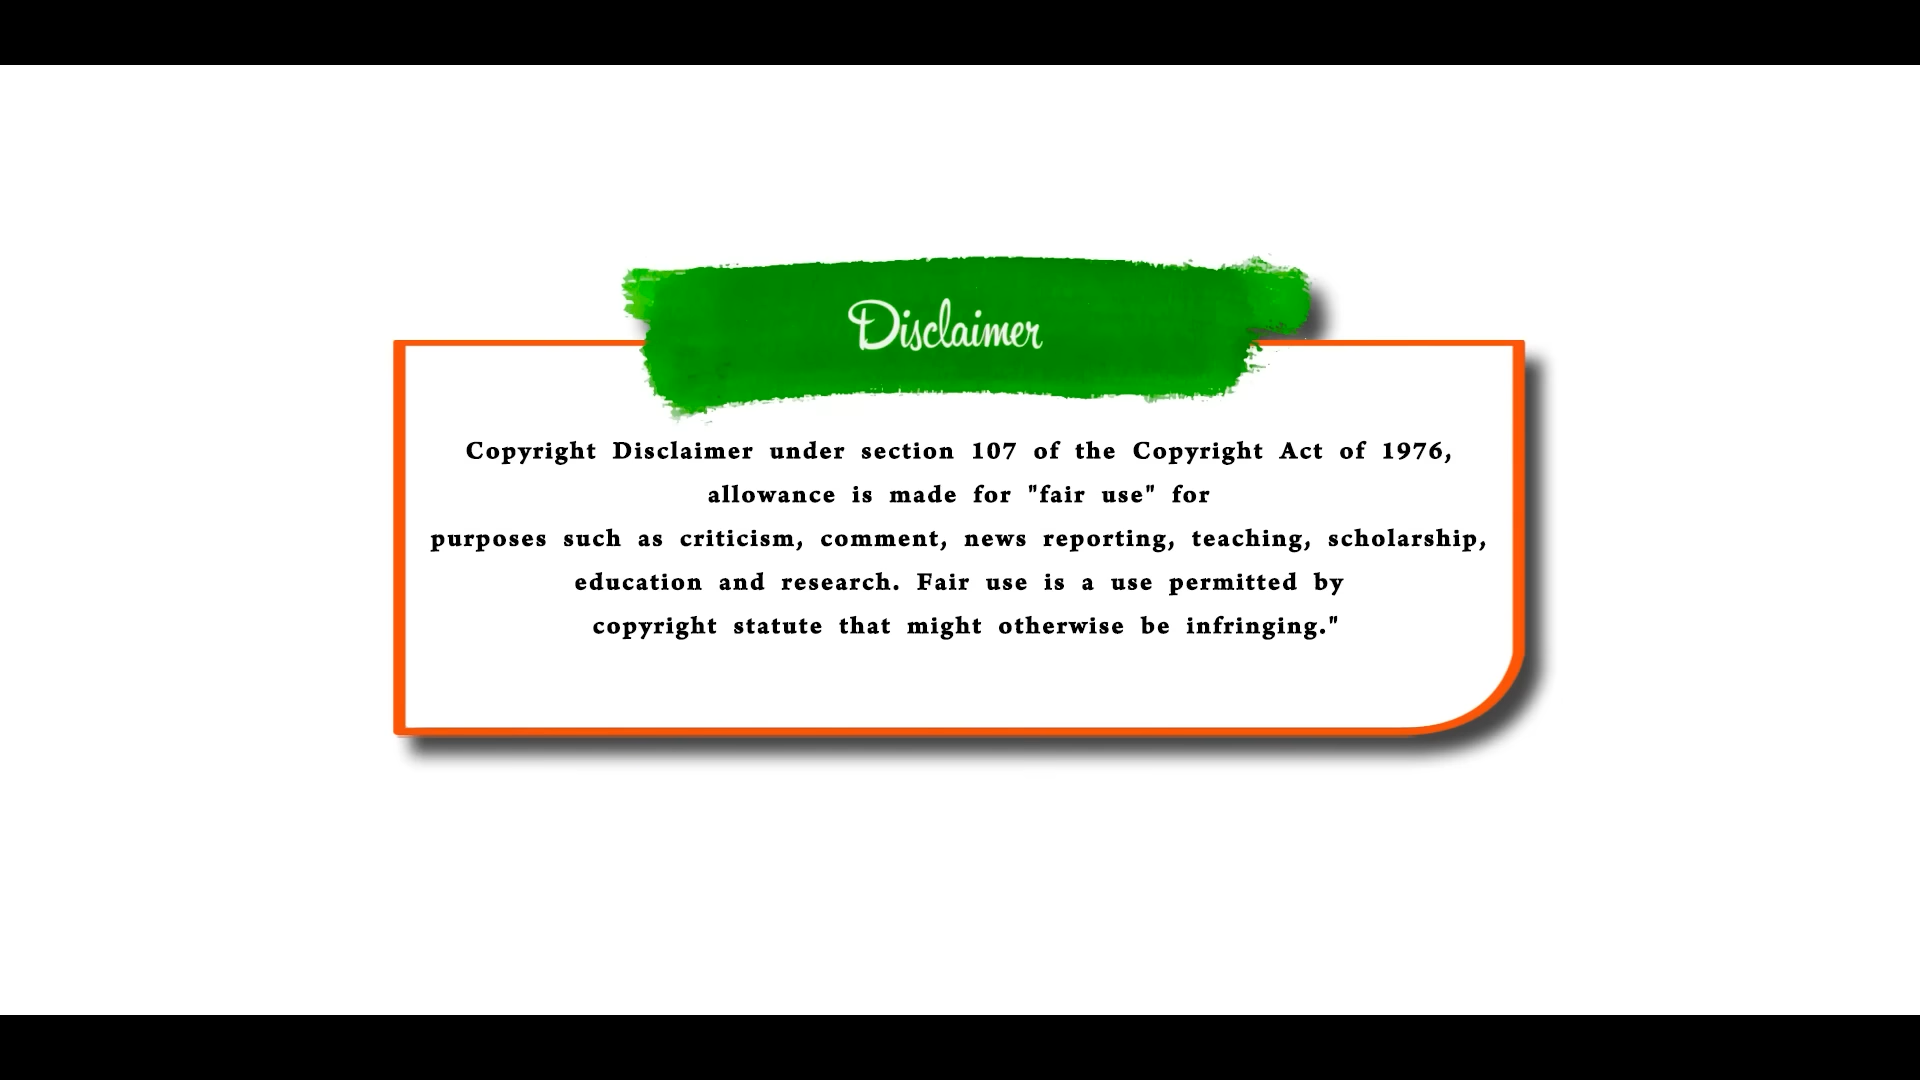 Disclaimer
Copyright Disclaimer under section 107 of the Copyright Act of 1976,
allowance is made for "fair use" for
purposes such as criticism, comment, news reporting, teaching, scholarship,
education and research. Fair use is a use permitted by
copyright statute that might otherwise be infringing."